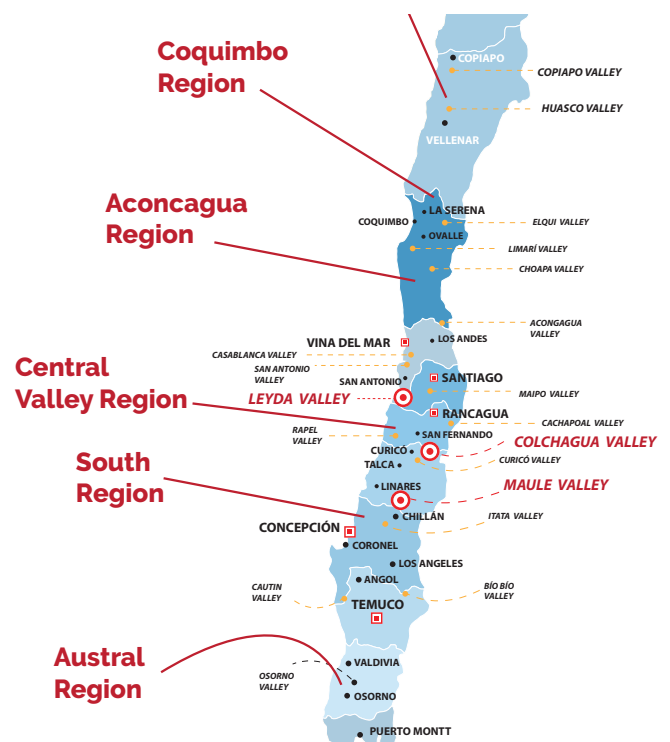 Coquimbo
Region
COPIAPO
COPIAPO VALLEY
HUASCO VALLEY
VELLENAR
Aconcagua
Region
LA SERENA
COQUIMBO
ELQUI VALLEY
OVALLE
LIMARÍ VALLEY
CHOAPA VALLEY
ACONGAGUA
VALLEY
VINA DEL MAR
LOS ANDES
CASABLANCA VALLEY
SAN ANTONIO
VALLEY
Central
Valley Region
SAN ANTONIO
SANTIAGO
LEYDA VALLEY
MAIPO VALLEY
RANCAGUA
CACHAPOAL VALLEY
RAPEL
VALLEY
SAN FERNANDO
COLCHAGUA VALLEY
CURICÓ
CURICÓ VALLEY
TALCA
South
Region
LINARES
MAULE VALLEY
CHILLÁN
ITATA VALLEY
CONCEPCIÓN
CORONEL
LOS ANGELES
ANGOL
CAUTIN
VALLEY
BÍO BÍO
VALLEY
TEMUCO
Austral
Region
VALDIVIA
OSORNO
VALLEY
OSORNO
PUERTO MONTT